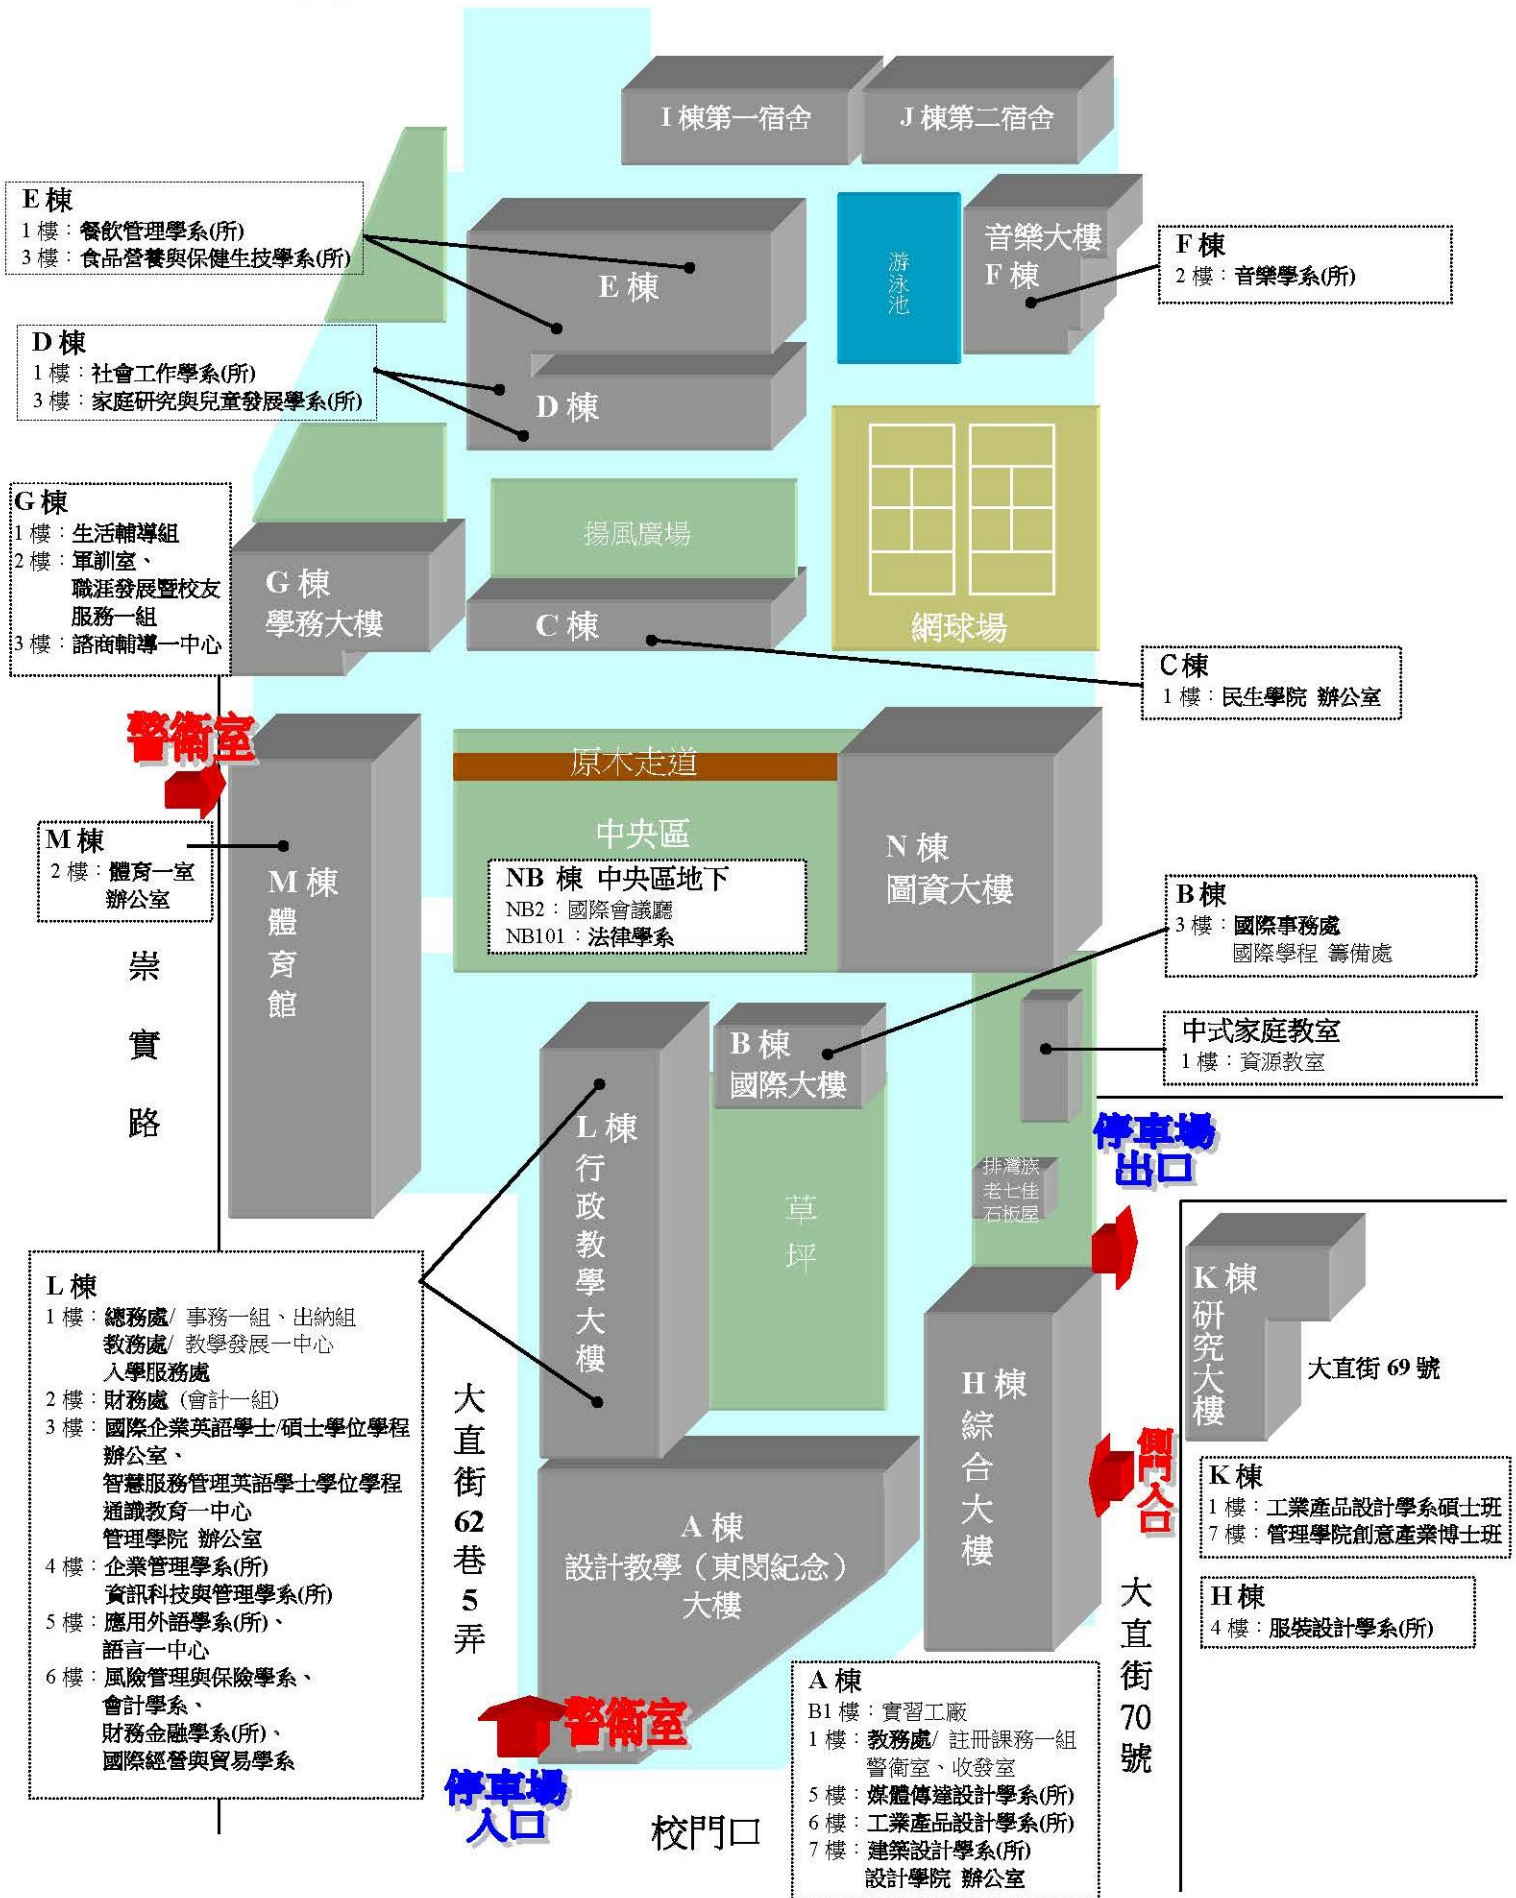 I 棟第一宿舍
J 棟第二宿舍
E 棟
1 樓：餐飲管理學系(所)
3 樓：食品營養與保健生技學系(所)
E 棟
游泳池
音樂大樓
F 棟
F 棟
2 樓：音樂學系(所)
D 棟
1 樓：社會工作學系(所)
3 樓：家庭研究與兒童發展學系(所)
D 棟
G 棟
1 樓：生活輔導組
2 樓：軍訓室、
職涯發展暨校友
服務一組
3 樓：諮商輔導一中心
G 棟
學務大樓
揚風廣場
C 棟
網球場
C 棟
1 樓：民生學院 辦公室
警衛室
原木走道
中央區
NB 棟 中央區地下
NB2：國際會議廳
NB101：法律學系
N 棟
圖資大樓
M 棟
2 樓：體育一室
辦公室
M 棟
體育館
崇實路
B 棟
3 樓：國際事務處
國際學程 籌備處
B 棟
國際大樓
中式家庭教室
1 樓：資源教室
停車場
出口
L 棟
行政教學大樓
草坪
排灣族
老七佳
石板屋
K 棟
研究大樓
大直街 69 號
L 棟
1 樓：總務處/ 事務一組、出納組
教務處/ 教學發展一中心
入學服務處
2 樓：財務處 (會計一組)
3 樓：國際企業英語學士/碩士學位學程
辦公室、
智慧服務管理英語學士學位學程
通識教育一中心
管理學院 辦公室
4 樓：企業管理學系(所)
資訊科技與管理學系(所)
5 樓：應用外語學系(所)、
語言一中心
6 樓：風險管理與保險學系、
會計學系、
財務金融學系(所)、
國際經營與貿易學系
大直街62巷5弄
H 棟
綜合大樓
側門入口
K 棟
1 樓：工業產品設計學系碩士班
7 樓：管理學院創意產業博士班
H 棟
4 樓：服裝設計學系(所)
A 棟
設計教學（東閔紀念）
大樓
大直街70號
警衛室
停車場
入口
校門口
A 棟
B1 樓：實習工廠
1 樓：教務處/ 註冊課務一組
警衛室、收發室
5 樓：媒體傳達設計學系(所)
6 樓：工業產品設計學系(所)
7 樓：建築設計學系(所)
設計學院 辦公室